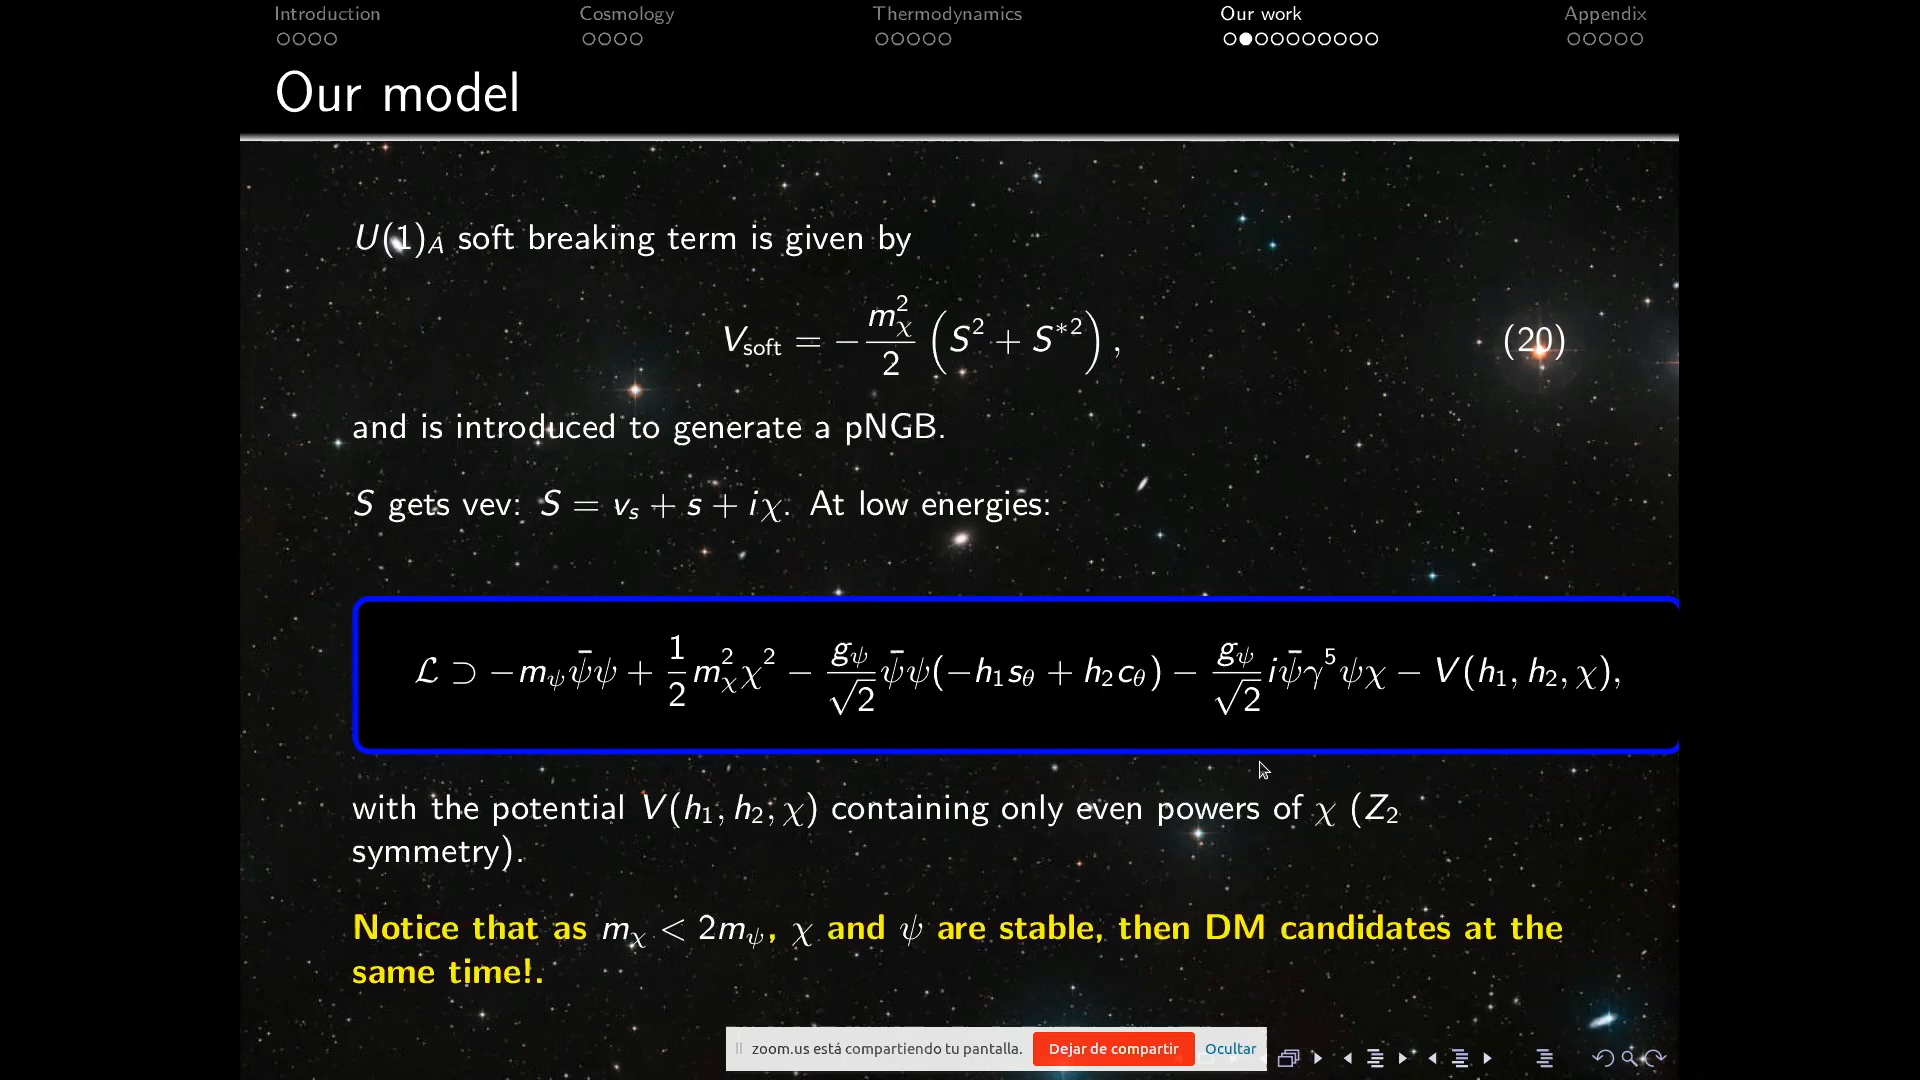 Introduction Cosmology Thermodynamics Our work Appendix
Our model
U(1)_A soft breaking term is given by
V_soft = −m_χ^2/2 (S^2 + S^{*2}), (20)
and is introduced to generate a pNGB.
S gets vev: S = v_s + s + iχ. At low energies:
ℒ ⊃ −m_ψ ψ̄ψ + 1/2 m_χ^2 χ^2 − g_ψ/√2 ψ̄ψ(−h_1 s_θ + h_2 c_θ) − g_ψ/√2 iψ̄γ^5ψχ − V(h_1, h_2, χ),
with the potential V(h_1, h_2, χ) containing only even powers of χ (Z_2
symmetry).
Notice that as m_χ < 2m_ψ, χ and ψ are stable, then DM candidates at the
same time!.
zoom.us está compartiendo tu pantalla. Dejar de compartir Ocultar